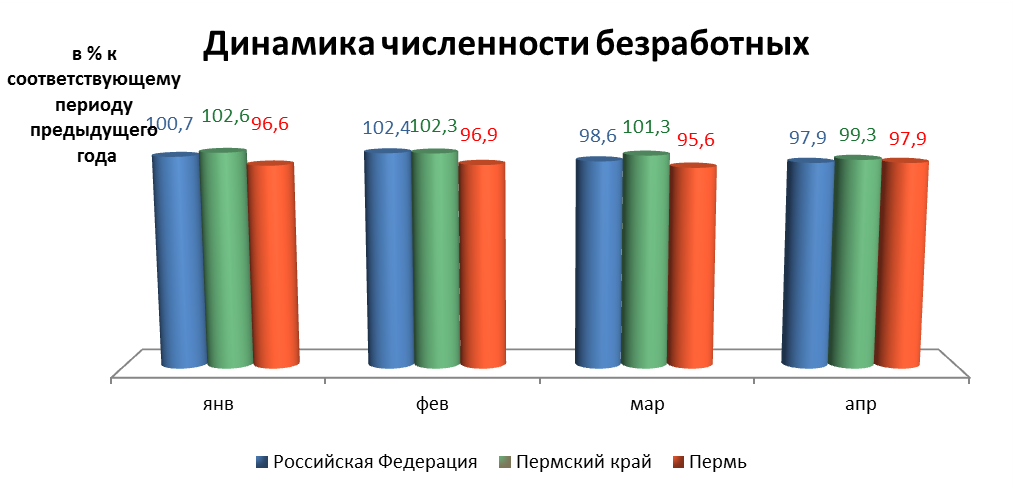 Динамика численности безработных
в % к
соответствующему
периоду
предыдущего
года
100,7 102,6 96,6 102,4 102,3 96,9 98,6 101,3 95,6 97,9 99,3 97,9
янв фев мар апр
Российская Федерация Пермский край Пермь